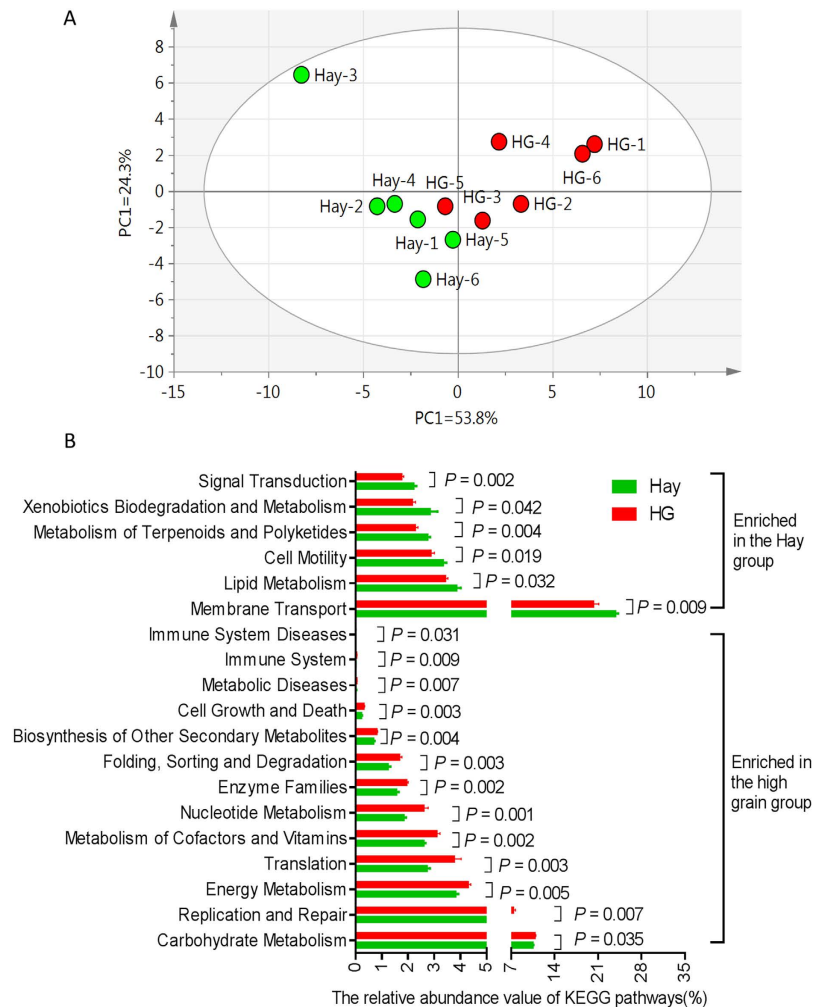 A
8
6
4
2
0
-2
-4
-6
-8
-10
PC1=24.3%
Hay-3
HG-4
HG-1
HG-6
Hay-4
HG-5
HG-3
HG-2
Hay-2
Hay-1
Hay-5
Hay-6
-15 -10 -5 0 5 10
PC1=53.8%
B
Signal Transduction P = 0.002
Xenobiotics Biodegradation and Metabolism P = 0.042
Metabolism of Terpenoids and Polyketides P = 0.004
Cell Motility P = 0.019
Lipid Metabolism P = 0.032
Membrane Transport P = 0.009
Immune System Diseases P = 0.031
Immune System P = 0.009
Metabolic Diseases P = 0.007
Cell Growth and Death P = 0.003
Biosynthesis of Other Secondary Metabolites P = 0.004
Folding, Sorting and Degradation P = 0.003
Enzyme Families P = 0.002
Nucleotide Metabolism P = 0.001
Metabolism of Cofactors and Vitamins P = 0.002
Translation P = 0.003
Energy Metabolism P = 0.005
Replication and Repair P = 0.007
Carbohydrate Metabolism P = 0.035
Hay
HG
Enriched
in the Hay
group
Enriched in
the high
grain group
0 1 2 3 4 5 7 14 21 28 35
The relative abundance value of KEGG pathways(%)